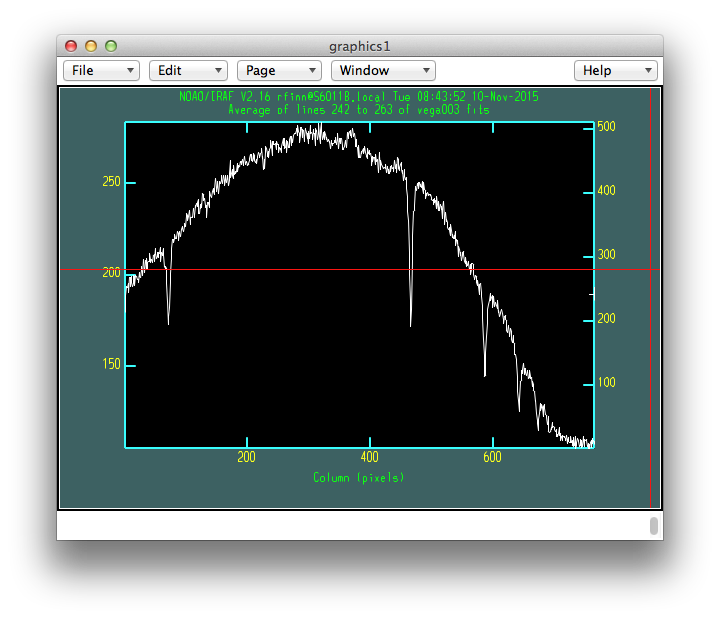 graphics1
File Edit Page Window Help
NOAO/IRAF V2.16 rfinn@S6011B.local Tue 08:43:52 10-Nov-2015
Average of lines 242 to 263 of vega003 fits
500
250
400
300
200
200
150
100
200 400 600
Column (pixels)